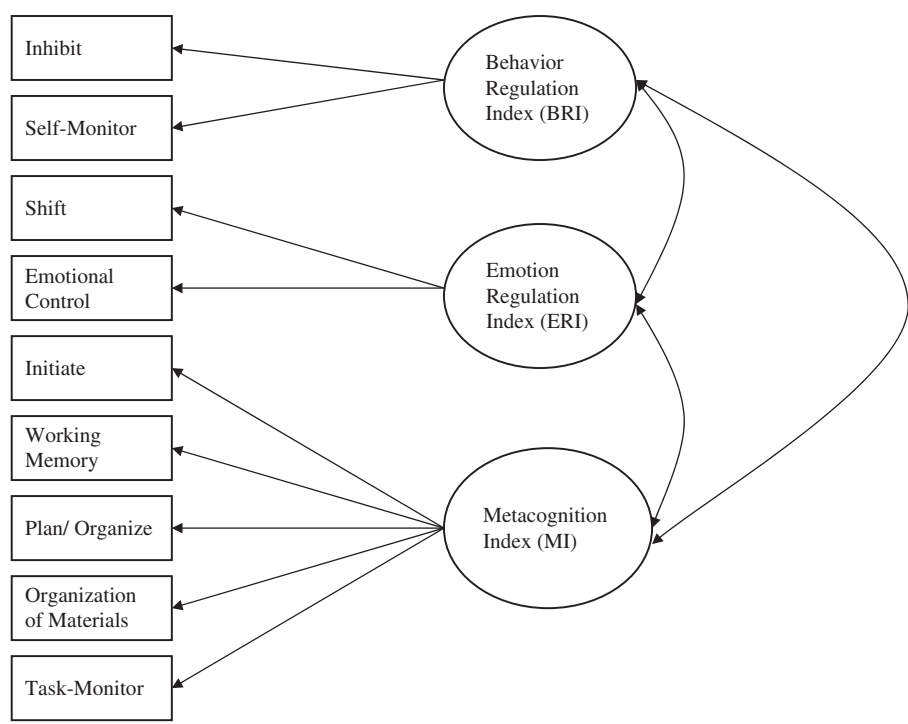 Inhibit
Self-Monitor
Shift
Emotional
Control
Initiate
Working
Memory
Plan/ Organize
Organization
of Materials
Task-Monitor
Behavior
Regulation
Index (BRI)
Emotion
Regulation
Index (ERI)
Metacognition
Index (MI)